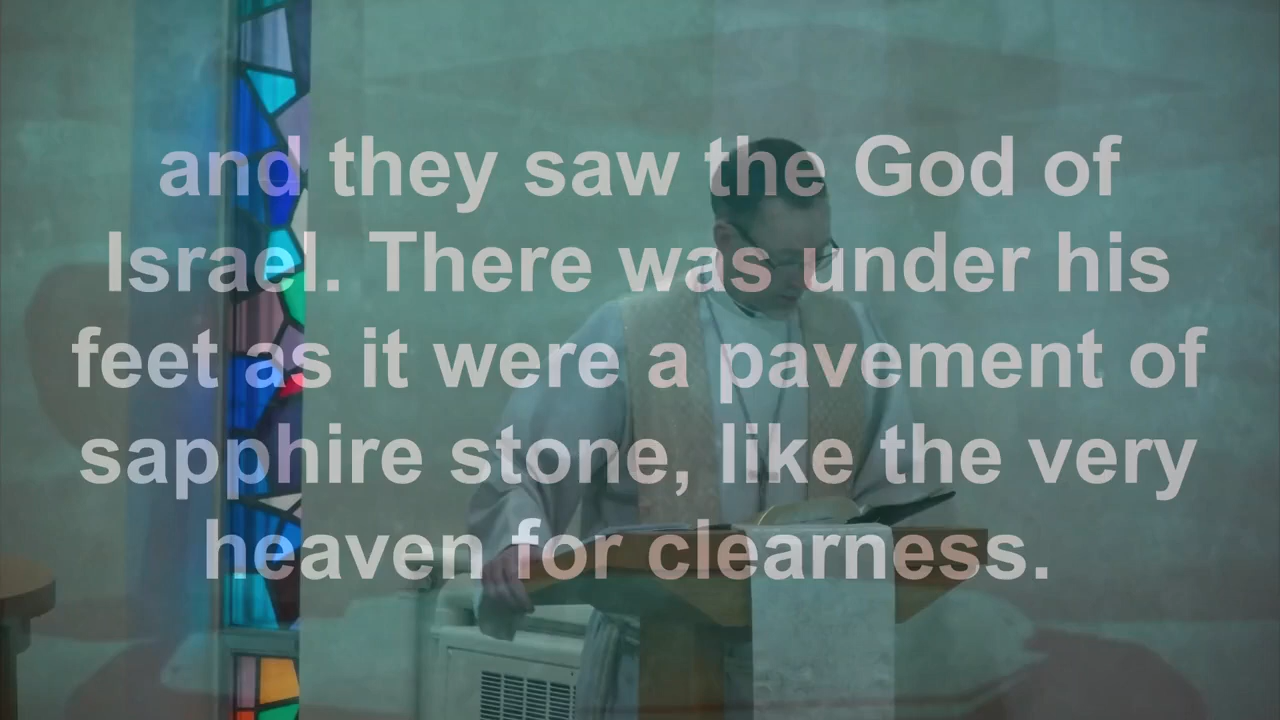 and they saw the God of
Israel. There was under his
feet as it were a pavement of
sapphire stone, like the very
heaven for clearness.